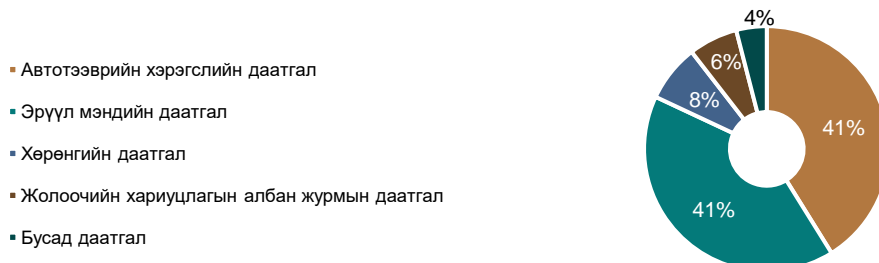 Автотээврийн хэрэгслийн даатгал
Эрүүл мэндийн даатгал
Хөрөнгийн даатгал
Жолоочийн хариуцлагын албан журмын даатгал
Бусад даатгал
4%
6%
8%
41%
41%